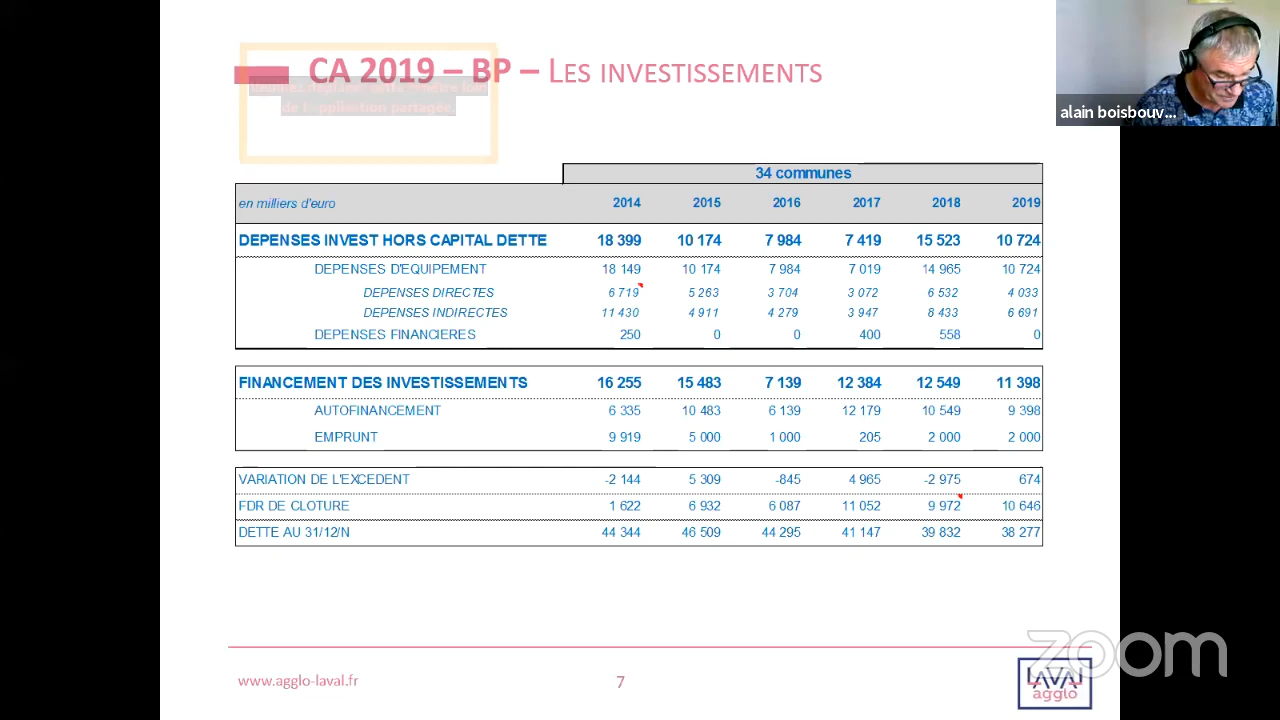 CA 2019 – BP – LES INVESTISSEMENTS
de l'application partagée
alain boisbouv...
34 communes
en milliers d'euro 2014 2015 2016 2017 2018 2019
DEPENSES INVEST HORS CAPITAL DETTE 18 399 10 174 7 984 7 419 15 523 10 724
DEPENSES D'EQUIPEMENT 18 149 10 174 7 984 7 019 14 965 10 724
DEPENSES DIRECTES 6 719 5 263 3 704 3 072 6 532 4 033
DEPENSES INDIRECTES 11 430 4 911 4 279 3 947 8 433 6 691
DEPENSES FINANCIERES 250 0 0 400 558 0
FINANCEMENT DES INVESTISSEMENTS 16 255 15 483 7 139 12 384 12 549 11 398
AUTOFINANCEMENT 6 335 10 483 6 139 12 179 10 549 9 398
EMPRUNT 9 919 5 000 1 000 205 2 000 2 000
VARIATION DE L'EXCEDENT -2 144 5 309 -845 4 965 -2 975 674
FDR DE CLOTURE 1 622 6 932 6 087 11 052 9 972 10 646
DETTE AU 31/12/N 44 344 46 509 44 295 41 147 39 832 38 277
zoom
www.agglo-laval.fr
7
LAVAL
agglo